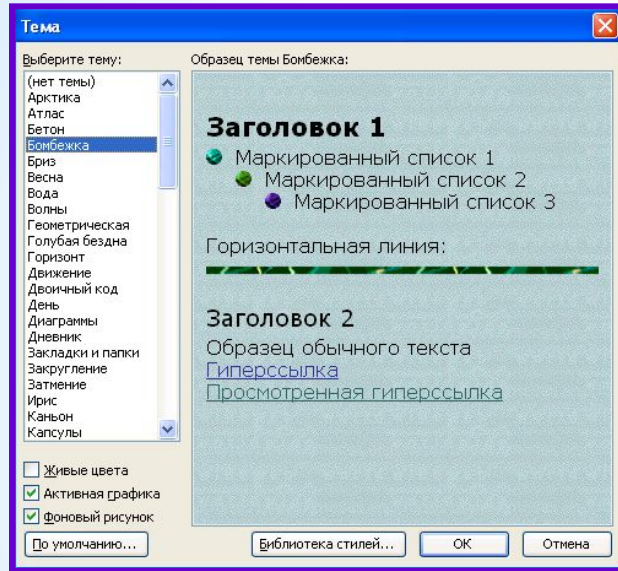 Тема
Выберите тему:
(нет темы)
Арктика
Атлас
Бетон
Бомбежка
Бриз
Весна
Вода
Волны
Геометрическая
Голубая бездна
Горизонт
Движение
Двоичный код
День
Диаграммы
Дневник
Закладки и папки
Закругление
Затмение
Ирис
Каньон
Капсулы
Живые цвета
Активная графика
Фоновый рисунок
По умолчанию...
Образец темы Бомбежка:
Заголовок 1
Маркированный список 1
Маркированный список 2
Маркированный список 3
Горизонтальная линия:
Заголовок 2
Образец обычного текста
Гиперссылка
Просмотренная гиперссылка
Библиотека стилей...
ОК
Отмена